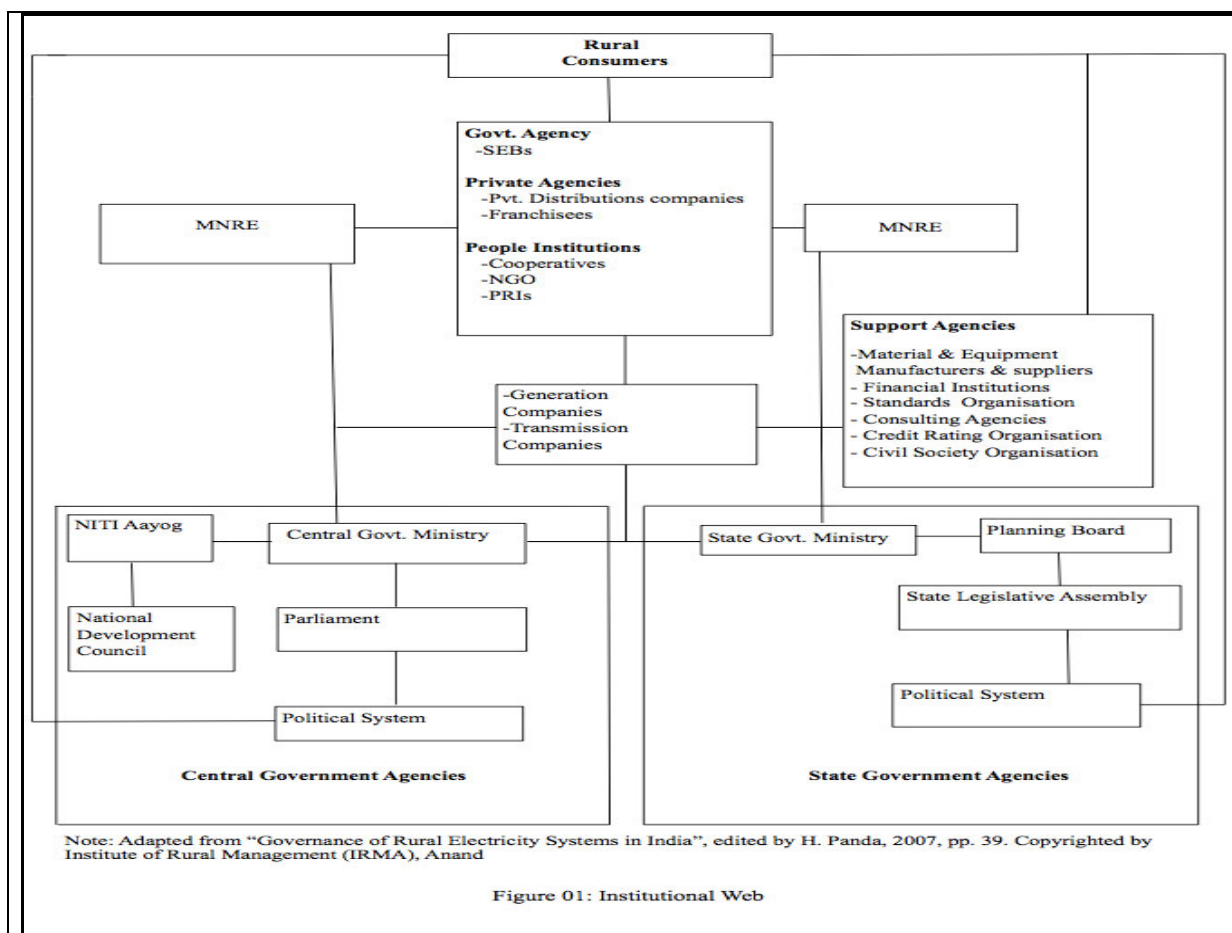 Rural
Consumers
Govt. Agency
-SEBs
Private Agencies
-Pvt. Distributions companies
-Franchisees
People Institutions
-Cooperatives
-NGO
-PRIs
MNRE
MNRE
Support Agencies
-Material & Equipment
Manufacturers & suppliers
- Financial Institutions
- Standards Organisation
- Consulting Agencies
- Credit Rating Organisation
- Civil Society Organisation
-Generation
Companies
-Transmission
Companies
NITI Aayog
Central Govt. Ministry
National
Development
Council
Parliament
Political System
Central Government Agencies
State Govt. Ministry
Planning Board
State Legislative Assembly
Political System
State Government Agencies
Note: Adapted from “Governance of Rural Electricity Systems in India”, edited by H. Panda, 2007, pp. 39. Copyrighted by
Institute of Rural Management (IRMA), Anand
Figure 01: Institutional Web